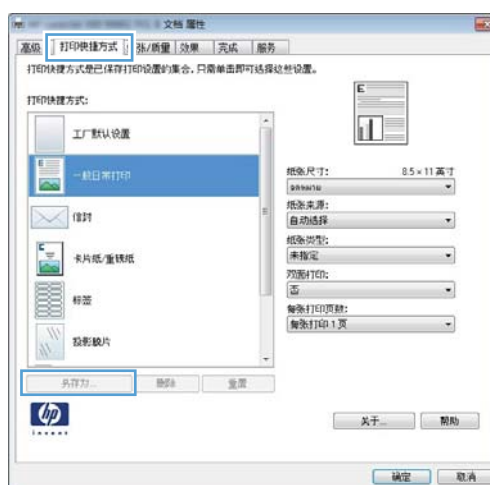 文档 属性
高级 打印快捷方式 张/质量 效果 完成 服务
打印快捷方式是已保存打印设置的集合，只需单击即可选择这些设置。
打印快捷方式:
工厂默认设置
一般日常打印
信封
卡片纸/重磅纸
标签
投影胶片
另存为... 删除 重置
E
纸张尺寸: 8.5 × 11 英寸
纸张来源:
自动选择
纸张类型:
未指定
双面打印:
否
每张打印页数:
每张打印 1 页
hp
invent
关于... 帮助
确定 取消